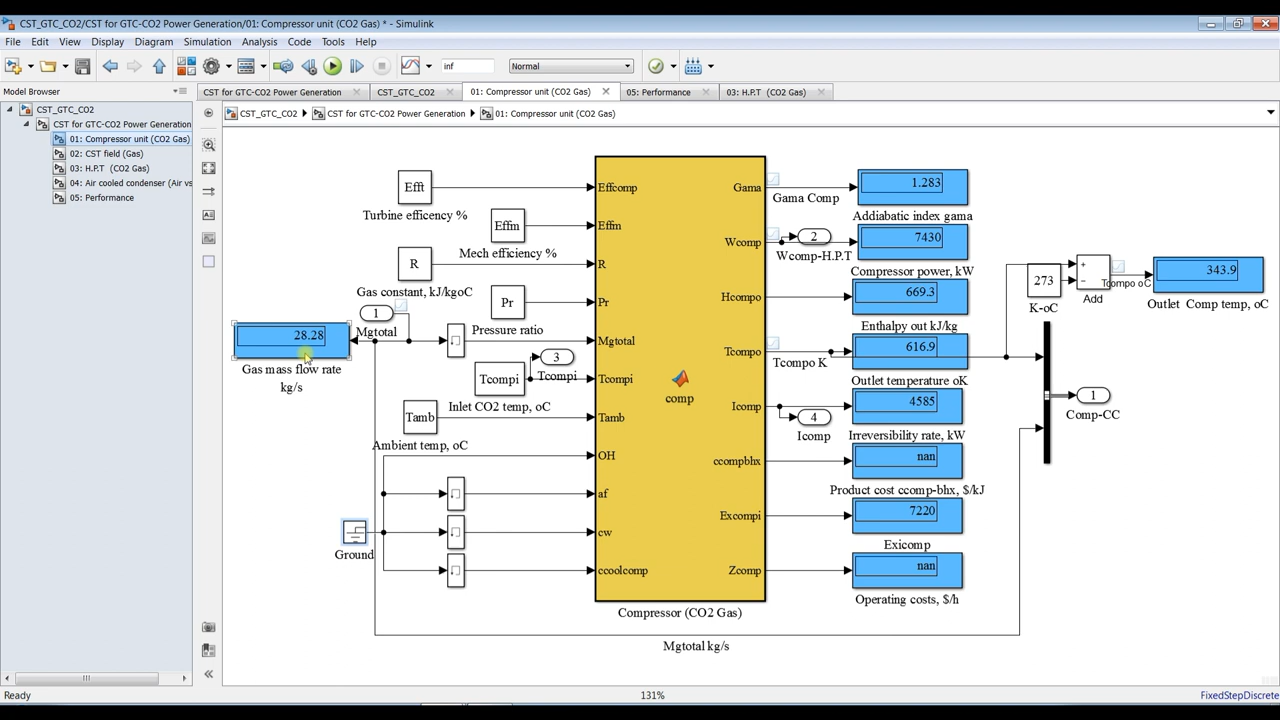 CST_GTC_CO2/CST for GTC-CO2 Power Generation/01: Compressor unit (CO2 Gas) * - Simulink
File Edit View Display Diagram Simulation Analysis Code Tools Help
inf Normal
Model Browser
CST for GTC-CO2 Power Generation CST_GTC_CO2 01: Compressor unit (CO2 Gas) 05: Performance 03: H.P.T (CO2 Gas)
CST_GTC_CO2 CST for GTC-CO2 Power Generation 01: Compressor unit (CO2 Gas)
CST_GTC_CO2
CST for GTC-CO2 Power Generation
01: Compressor unit (CO2 Gas)
02: CST field (Gas)
03: H.P.T (CO2 Gas)
04: Air cooled condenser (Air vs
05: Performance
Efft
Turbine efficency %
Effm
Mech efficiency %
R
Gas constant, kJ/kgoC
Pr
Pressure ratio
1
Mgtotal
28.28
Gas mass flow rate
kg/s
3
Tcompi
Tcompi
Inlet CO2 temp, oC
Tamb
Ambient temp, oC
Ground
Effcomp
Effm
R
Pr
Mgtotal
Tcompi
Tamb
OH
af
cw
ccoolcomp
comp
Gama
Wcomp
Hcompo
Tcompo
Icomp
ccompbhx
Excompi
Zcomp
Compressor (CO2 Gas)
Mgtotal kg/s
Gama Comp
1.283
Addiabatic index gama
2
Wcomp-H.P.T
7430
Compressor power, kW
669.3
Enthalpy out kJ/kg
Tcompo K
616.9
Outlet temperature oK
4
Icomp
4585
Irreversibility rate, kW
nan
Product cost ccomp-bhx, $/kJ
7220
Exicomp
nan
Operating costs, $/h
273
K-oC
+
−
Add
Tcompo oC
343.9
Outlet Comp temp, oC
1
Comp-CC
Ready 131% FixedStepDiscrete